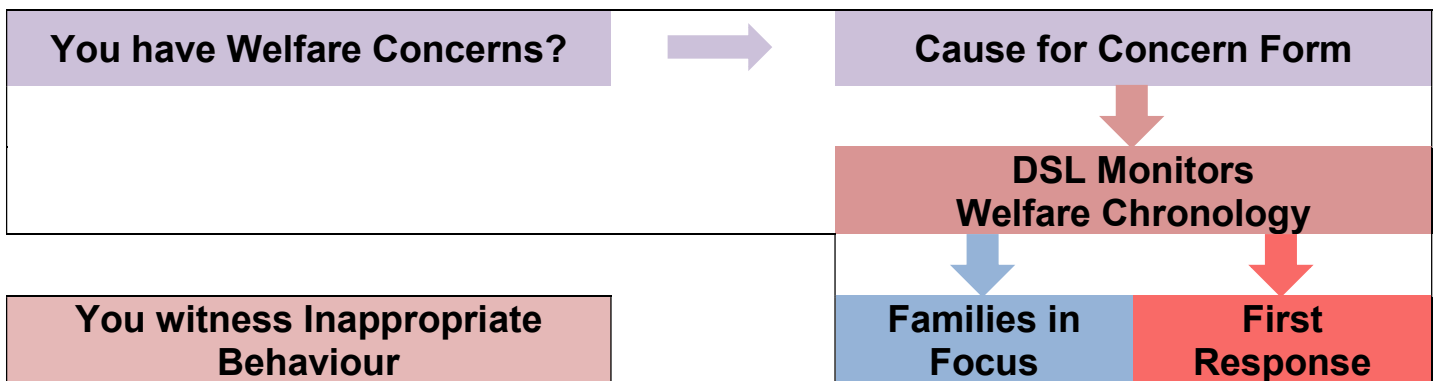 You have Welfare Concerns?
Cause for Concern Form
DSL Monitors
Welfare Chronology
You witness Inappropriate
Behaviour
Families in
Focus
First
Response